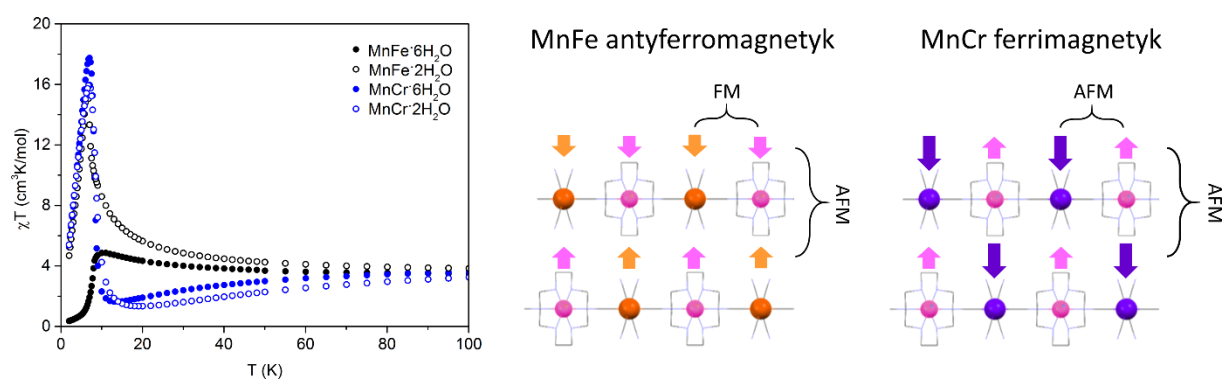 20
16
12
8
4
0
χT (cm³K/mol)
0
20
40
60
80
100
T (K)
MnFe·6H₂O
MnFe·2H₂O
MnCr·6H₂O
MnCr·2H₂O
MnFe antyferromagnetyk
FM
AFM
MnCr ferrimagnetyk
AFM
AFM